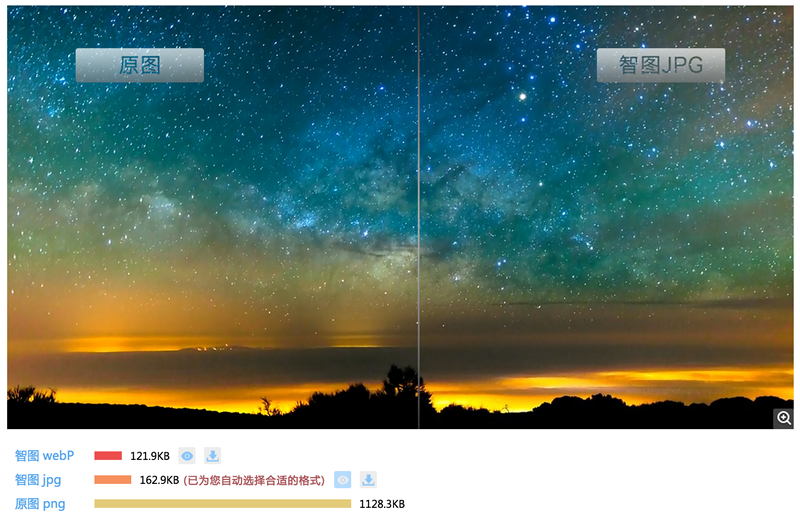 原图
智图JPG
智图 webP 121.9KB
智图 jpg 162.9KB (已为您自动选择合适的格式)
原图 png 1128.3KB